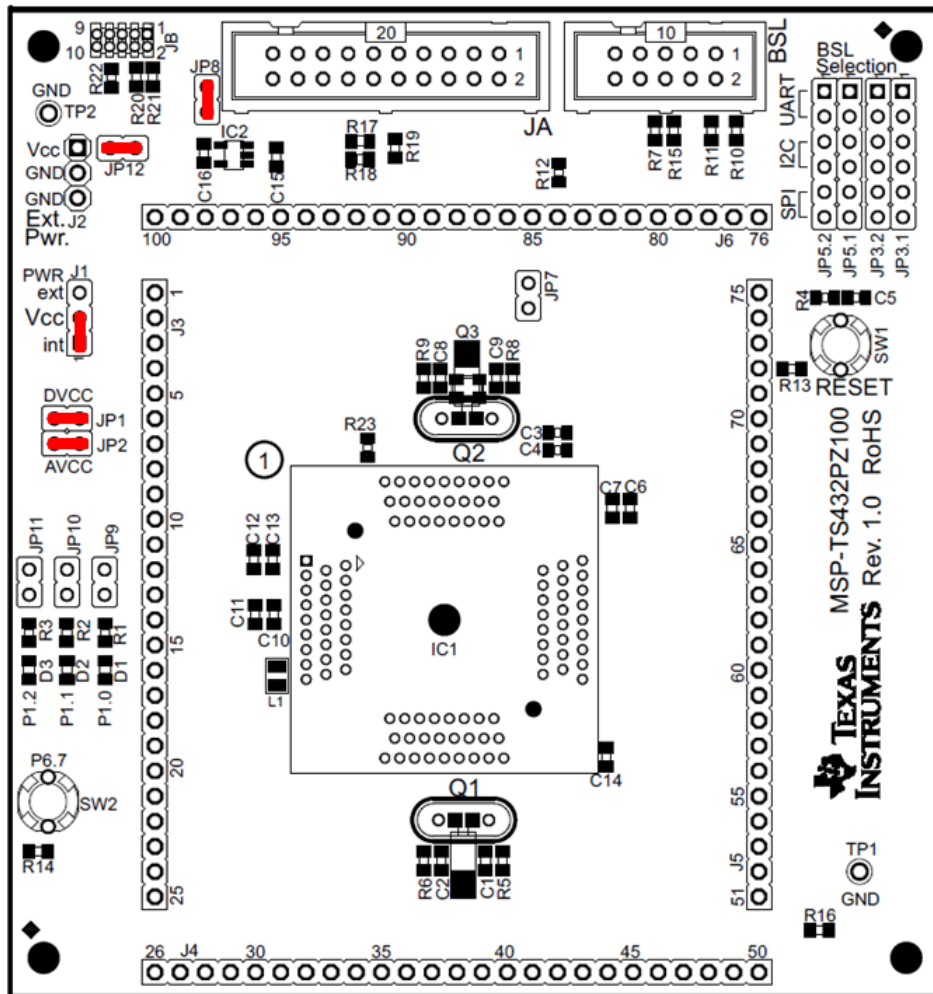 9 1
10 2
JB
20
1
2
JA
10
1
2
BSL
BSL
Selection
1 1 1 1
UART
I2C
SPI
JP5.2
JP5.1
JP3.2
JP3.1
R22
R20
R21
JP8
GND
TP2
Vcc
GND
GND
J2
Ext.
Pwr.
JP12
C16
IC2
C15
R17
R18
R19
R12
R7
R15
R11
R10
100 95 90 85 80 J6 76
PWR J1
ext
Vcc
int
1
1
J3
5
10
15
20
25
JP7
75
70
65
60
55
J5
51
R4
C5
SW1
R13
RESET
DVCC
JP1
JP2
AVCC
R9
C8
Q3
C9
R8
R23
Q2
C3
C4
1
C7
C6
JP11
JP10
JP9
C12
C13
C11
C10
L1
IC1
R3
R2
R1
D3
D2
D1
P1.2
P1.1
P1.0
MSP-TS432PZ100
Rev. 1.0 RoHS
TEXAS
INSTRUMENTS
P6.7
SW2
R14
C14
Q1
R6
C2
C1
R5
TP1
GND
R16
26 J4 30 35 40 45 50